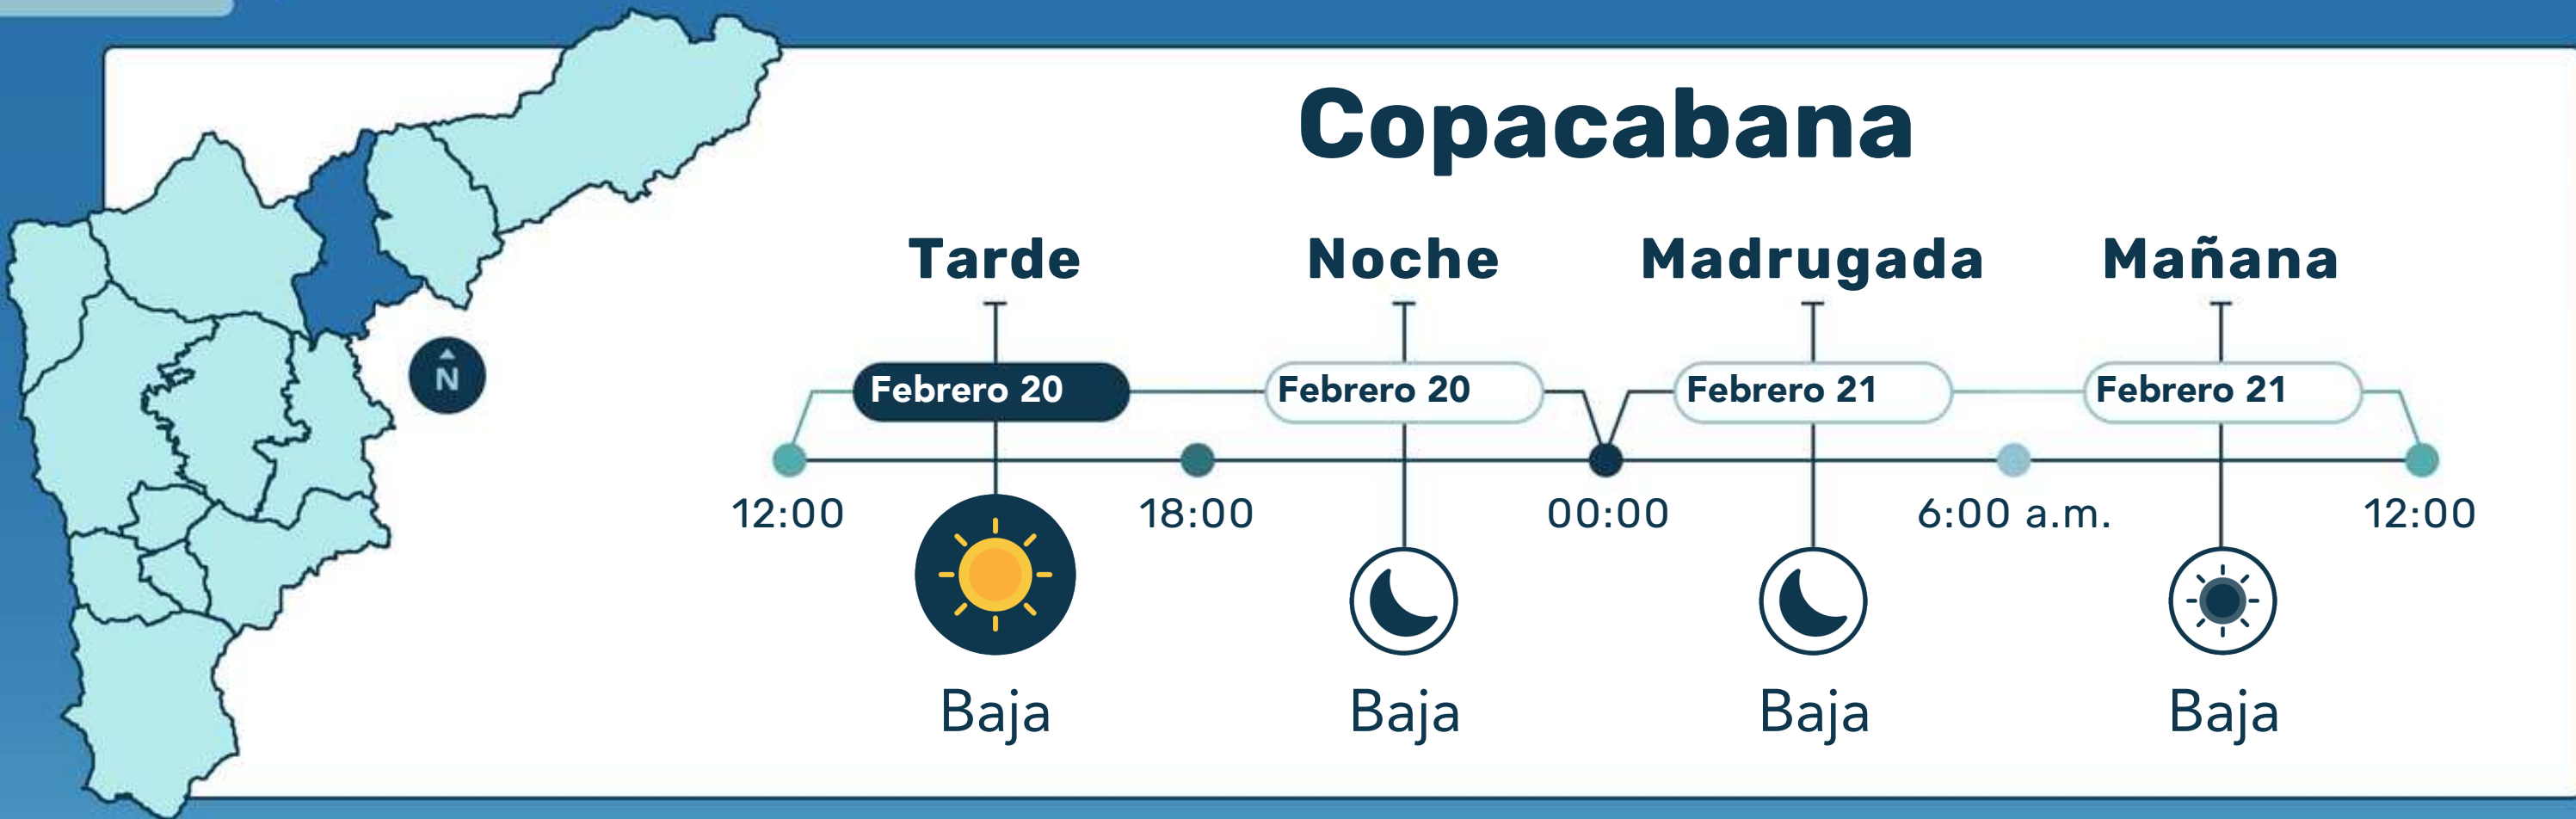 Copacabana
Tarde Noche Madrugada Mañana
Febrero 20 Febrero 20 Febrero 21 Febrero 21
N
12:00 18:00 00:00 6:00 a.m. 12:00
Baja Baja Baja Baja